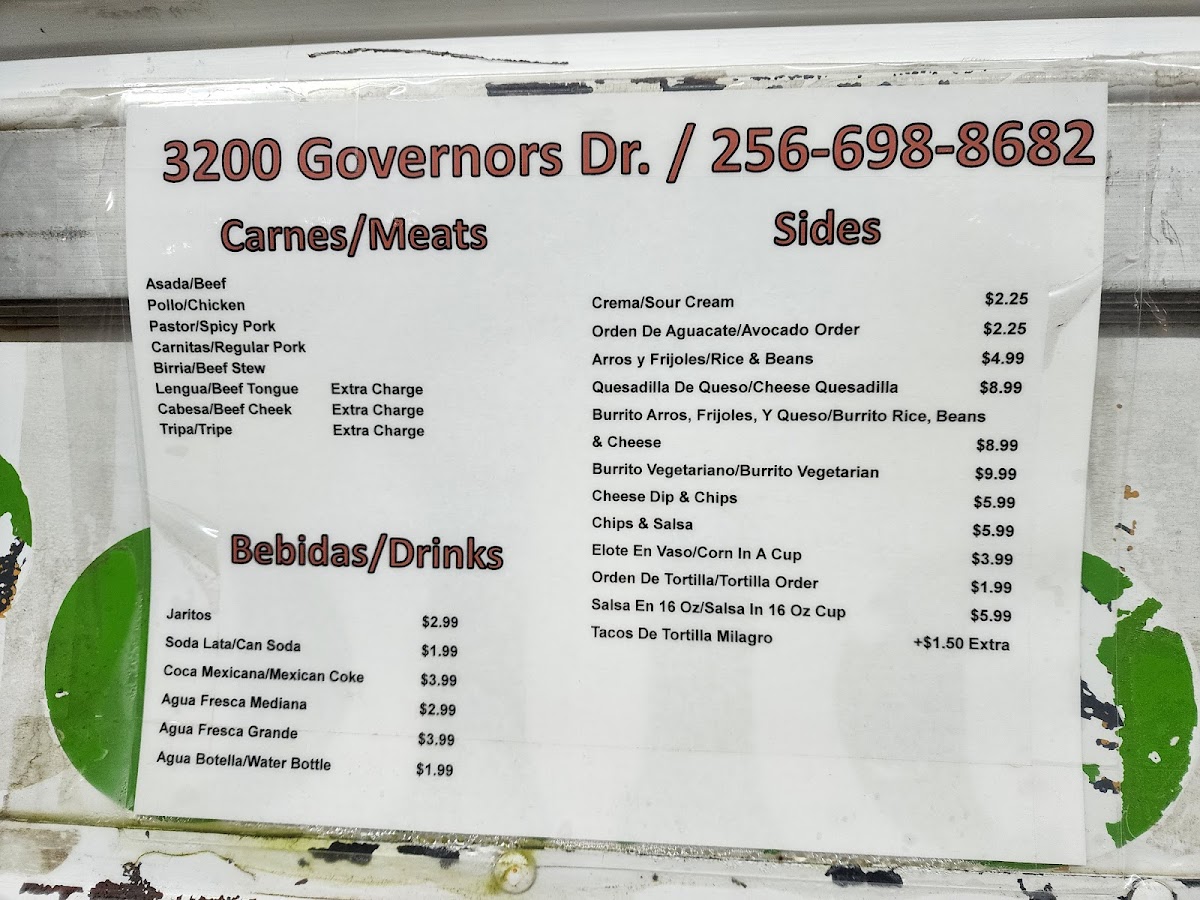 3200 Governors Dr. / 256-698-8682
Carnes/Meats
Asada/Beef
Pollo/Chicken
Pastor/Spicy Pork
Carnitas/Regular Pork
Birria/Beef Stew
Lengua/Beef Tongue Extra Charge
Cabesa/Beef Cheek Extra Charge
Tripa/Tripe Extra Charge
Bebidas/Drinks
Jaritos $2.99
Soda Lata/Can Soda $1.99
Coca Mexicana/Mexican Coke $3.99
Agua Fresca Mediana $2.99
Agua Fresca Grande $3.99
Agua Botella/Water Bottle $1.99
Sides
Crema/Sour Cream $2.25
Orden De Aguacate/Avocado Order $2.25
Arros y Frijoles/Rice & Beans $4.99
Quesadilla De Queso/Cheese Quesadilla $8.99
Burrito Arros, Frijoles, Y Queso/Burrito Rice, Beans
& Cheese $8.99
Burrito Vegetariano/Burrito Vegetarian $9.99
Cheese Dip & Chips $5.99
Chips & Salsa $5.99
Elote En Vaso/Corn In A Cup $3.99
Orden De Tortilla/Tortilla Order $1.99
Salsa En 16 Oz/Salsa In 16 Oz Cup $5.99
Tacos De Tortilla Milagro +$1.50 Extra